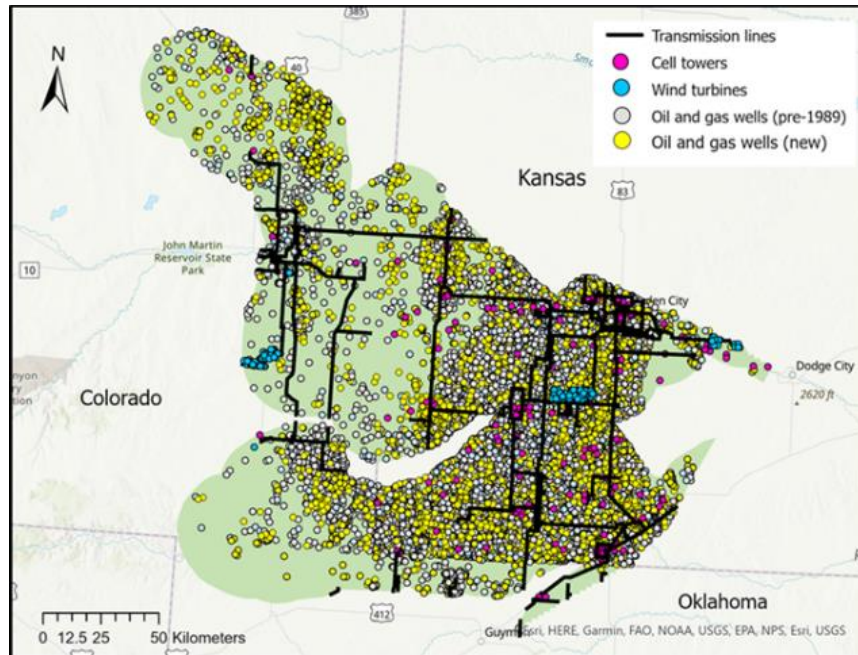 385
N
40
Transmission lines
Cell towers
Wind turbines
Oil and gas wells (pre-1989)
Oil and gas wells (new)
Kansas
83
John Martin
Reservoir State
Park
10
den City
Dodge City
2620 ft
Colorado
412
Oklahoma
0 12.5 25 50 Kilometers
Esri, HERE, Garmin, FAO, NOAA, USGS, EPA, NPS, Esri, USGS